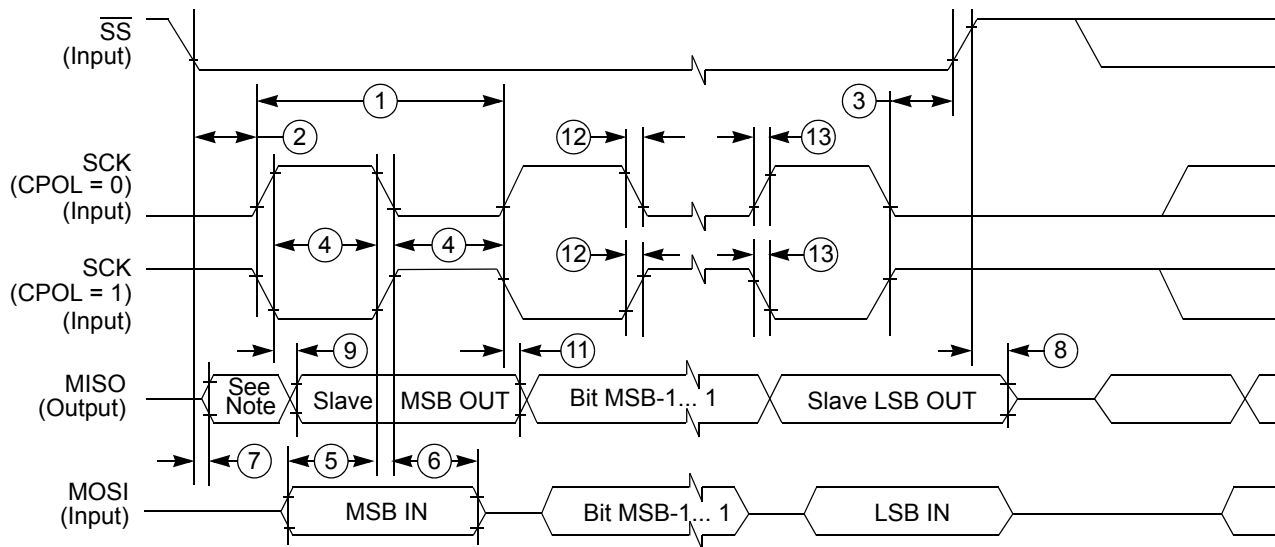 SS
(Input)
1
3
2
12
13
SCK
(CPOL = 0)
(Input)
4
4
12
13
SCK
(CPOL = 1)
(Input)
9
11
8
MISO
(Output)
See
Note
Slave
MSB OUT
Bit MSB-1... 1
Slave LSB OUT
7
5
6
MOSI
(Input)
MSB IN
Bit MSB-1... 1
LSB IN